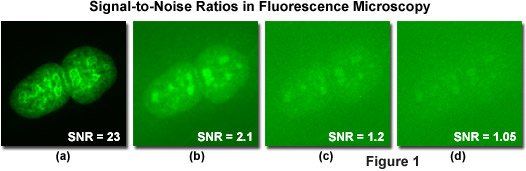 Signal-to-Noise Ratios in Fluorescence Microscopy
SNR = 23
SNR = 2.1
SNR = 1.2
SNR = 1.05
(a)
(b)
(c)
(d)
Figure 1